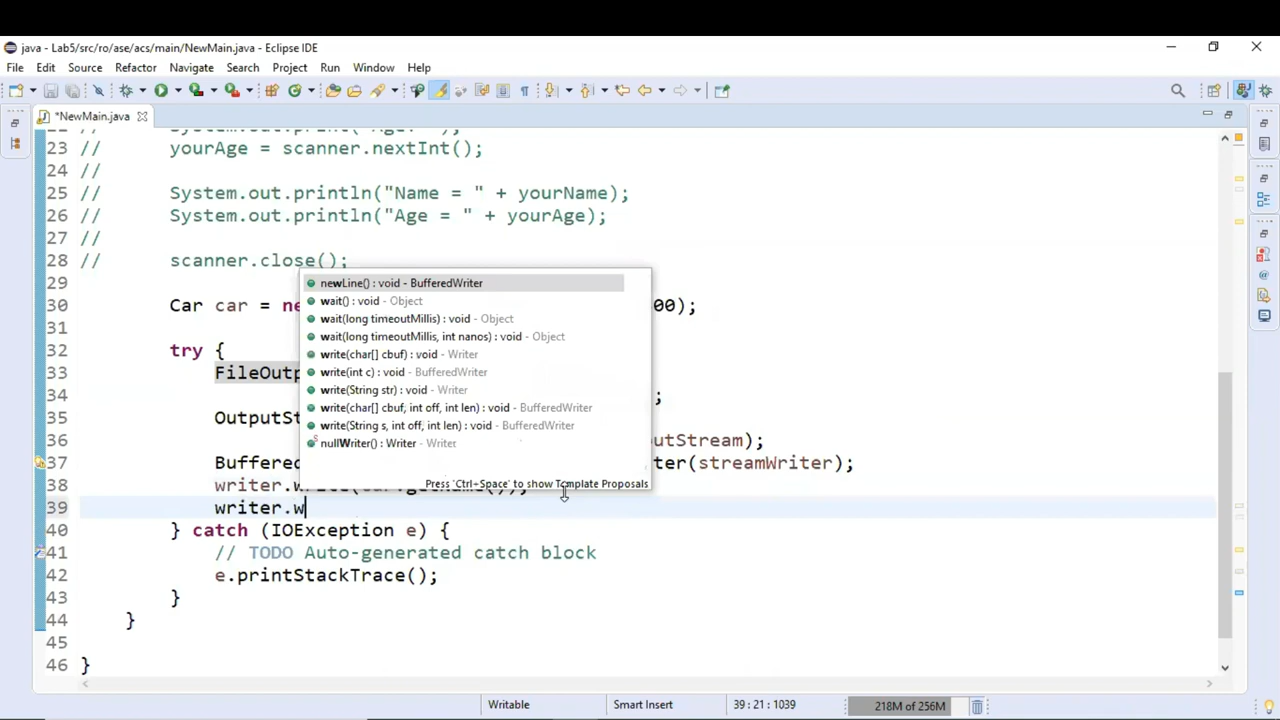 java - Lab5/src/ro/ase/acs/main/NewMain.java - Eclipse IDE
File Edit Source Refactor Navigate Search Project Run Window Help
*NewMain.java
23 // yourAge = scanner.nextInt();
24 //
25 // System.out.println("Name = " + yourName);
26 // System.out.println("Age = " + yourAge);
27 //
28 // scanner.close();
29
30 Car car = ne 00);
31
32 try {
33 FileOutp
34 ;
35 OutputSt
36 utStream);
37 Buffered ter(streamWriter);
38 writer.
39 writer.w
40 } catch (IOException e) {
41 // TODO Auto-generated catch block
42 e.printStackTrace();
43 }
44 }
45
46 }
newLine() : void - BufferedWriter
wait() : void - Object
wait(long timeoutMillis) : void - Object
wait(long timeoutMillis, int nanos) : void - Object
write(char[] cbuf) : void - Writer
write(int c) : void - BufferedWriter
write(String str) : void - Writer
write(char[] cbuf, int off, int len) : void - BufferedWriter
write(String s, int off, int len) : void - BufferedWriter
nullWriter() : Writer - Writer
Press 'Ctrl+Space' to show Template Proposals
Writable Smart Insert 39 : 21 : 1039 218M of 256M